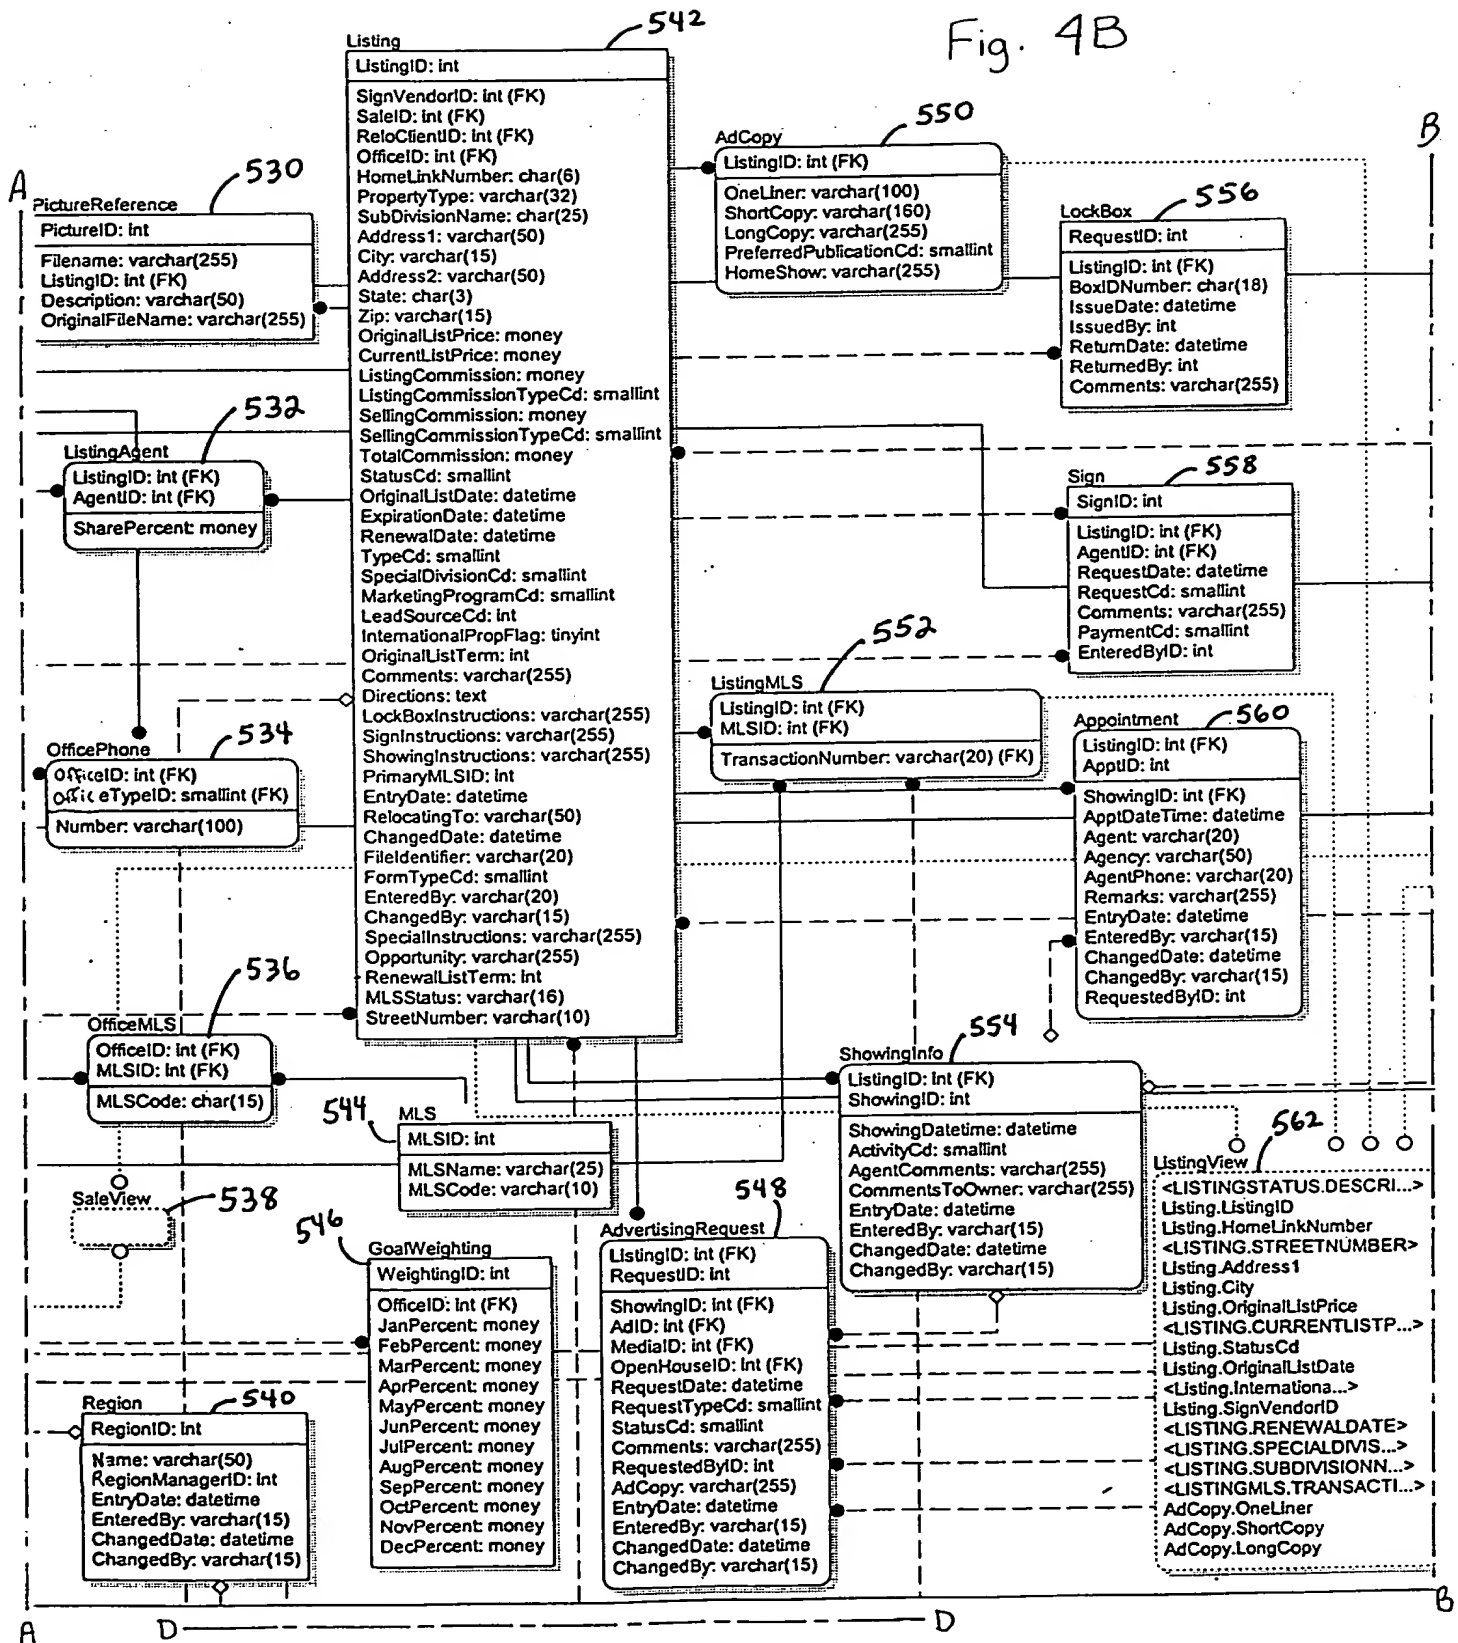 Fig. 4B
542
Listing
ListingID: int
SignVendorID: int (FK)
SaleID: int (FK)
ReloClientID: int (FK)
OfficeID: int (FK)
HomeLinkNumber: char(6)
PropertyType: varchar(32)
SubDivisionName: char(25)
Address1: varchar(50)
City: varchar(15)
Address2: varchar(50)
State: char(3)
Zip: varchar(15)
OriginalListPrice: money
CurrentListPrice: money
ListingCommission: money
ListingCommissionTypeCd: smallint
SellingCommission: money
SellingCommissionTypeCd: smallint
TotalCommission: money
StatusCd: smallint
OriginalListDate: datetime
ExpirationDate: datetime
RenewalDate: datetime
TypeCd: smallint
SpecialDivisionCd: smallint
MarketingProgramCd: smallint
LeadSourceCd: int
InternationalPropFlag: tinyint
OriginalListTerm: int
Comments: varchar(255)
Directions: text
LockBoxInstructions: varchar(255)
SignInstructions: varchar(255)
ShowingInstructions: varchar(255)
PrimaryMLSID: int
EntryDate: datetime
RelocatingTo: varchar(50)
ChangedDate: datetime
FileIdentifier: varchar(20)
FormTypeCd: smallint
EnteredBy: varchar(20)
ChangedBy: varchar(15)
SpecialInstructions: varchar(255)
Opportunity: varchar(255)
RenewalListTerm: int
MLSStatus: varchar(16)
StreetNumber: varchar(10)
A
530
PictureReference
PictureID: int
Filename: varchar(255)
ListingID: int (FK)
Description: varchar(50)
OriginalFileName: varchar(255)
532
ListingAgent
ListingID: int (FK)
AgentID: int (FK)
SharePercent: money
534
OfficePhone
OfficeID: int (FK)
OfficeTypeID: smallint (FK)
Number: varchar(100)
536
OfficeMLS
OfficeID: int (FK)
MLSID: int (FK)
MLSCode: char(15)
SaleView
538
540
Region
RegionID: int
Name: varchar(50)
RegionManagerID: int
EntryDate: datetime
EnteredBy: varchar(15)
ChangedDate: datetime
ChangedBy: varchar(15)
544
MLS
MLSID: int
MLSName: varchar(25)
MLSCode: varchar(10)
546
GoalWeighting
WeightingID: int
OfficeID: int (FK)
JanPercent: money
FebPercent: money
MarPercent: money
AprPercent: money
MayPercent: money
JunPercent: money
JulPercent: money
AugPercent: money
SepPercent: money
OctPercent: money
NovPercent: money
DecPercent: money
548
AdvertisingRequest
ListingID: int (FK)
RequestID: int
ShowingID: int (FK)
AdID: int (FK)
MediaID: int (FK)
OpenHouseID: int (FK)
RequestDate: datetime
RequestTypeCd: smallint
StatusCd: smallint
Comments: varchar(255)
RequestedByID: int
AdCopy: varchar(255)
EntryDate: datetime
EnteredBy: varchar(15)
ChangedDate: datetime
ChangedBy: varchar(15)
550
AdCopy
ListingID: int (FK)
OneLiner: varchar(100)
ShortCopy: varchar(160)
LongCopy: varchar(255)
PreferredPublicationCd: smallint
HomeShow: varchar(255)
552
ListingMLS
ListingID: int (FK)
MLSID: int (FK)
TransactionNumber: varchar(20) (FK)
554
ShowingInfo
ListingID: int (FK)
ShowingID: int
ShowingDatetime: datetime
ActivityCd: smallint
AgentComments: varchar(255)
CommentsToOwner: varchar(255)
EntryDate: datetime
EnteredBy: varchar(15)
ChangedDate: datetime
ChangedBy: varchar(15)
B
556
LockBox
RequestID: int
ListingID: int (FK)
BoxIDNumber: char(18)
IssueDate: datetime
IssuedBy: int
ReturnDate: datetime
ReturnedBy: int
Comments: varchar(255)
558
Sign
SignID: int
ListingID: int (FK)
AgentID: int (FK)
RequestDate: datetime
RequestCd: smallint
Comments: varchar(255)
PaymentCd: smallint
EnteredByID: int
560
Appointment
ListingID: int (FK)
ApptID: int
ShowingID: int (FK)
ApptDateTime: datetime
Agent: varchar(20)
Agency: varchar(50)
AgentPhone: varchar(20)
Remarks: varchar(255)
EntryDate: datetime
EnteredBy: varchar(15)
ChangedDate: datetime
ChangedBy: varchar(15)
RequestedByID: int
562
ListingView
<LISTINGSTATUS.DESCRI...>
Listing.ListingID
Listing.HomeLinkNumber
<LISTING.STREETNUMBER>
Listing.Address1
Listing.City
Listing.OriginalListPrice
<LISTING.CURRENTLISTP...>
Listing.StatusCd
Listing.OriginalListDate
<Listing.Internationa...>
Listing.SignVendorID
<LISTING.RENEWALDATE>
<LISTING.SPECIALDIVIS...>
<LISTING.SUBDIVISIONN...>
<LISTINGMLS.TRANSACTI...>
AdCopy.OneLiner
AdCopy.ShortCopy
AdCopy.LongCopy
A
D
D
B